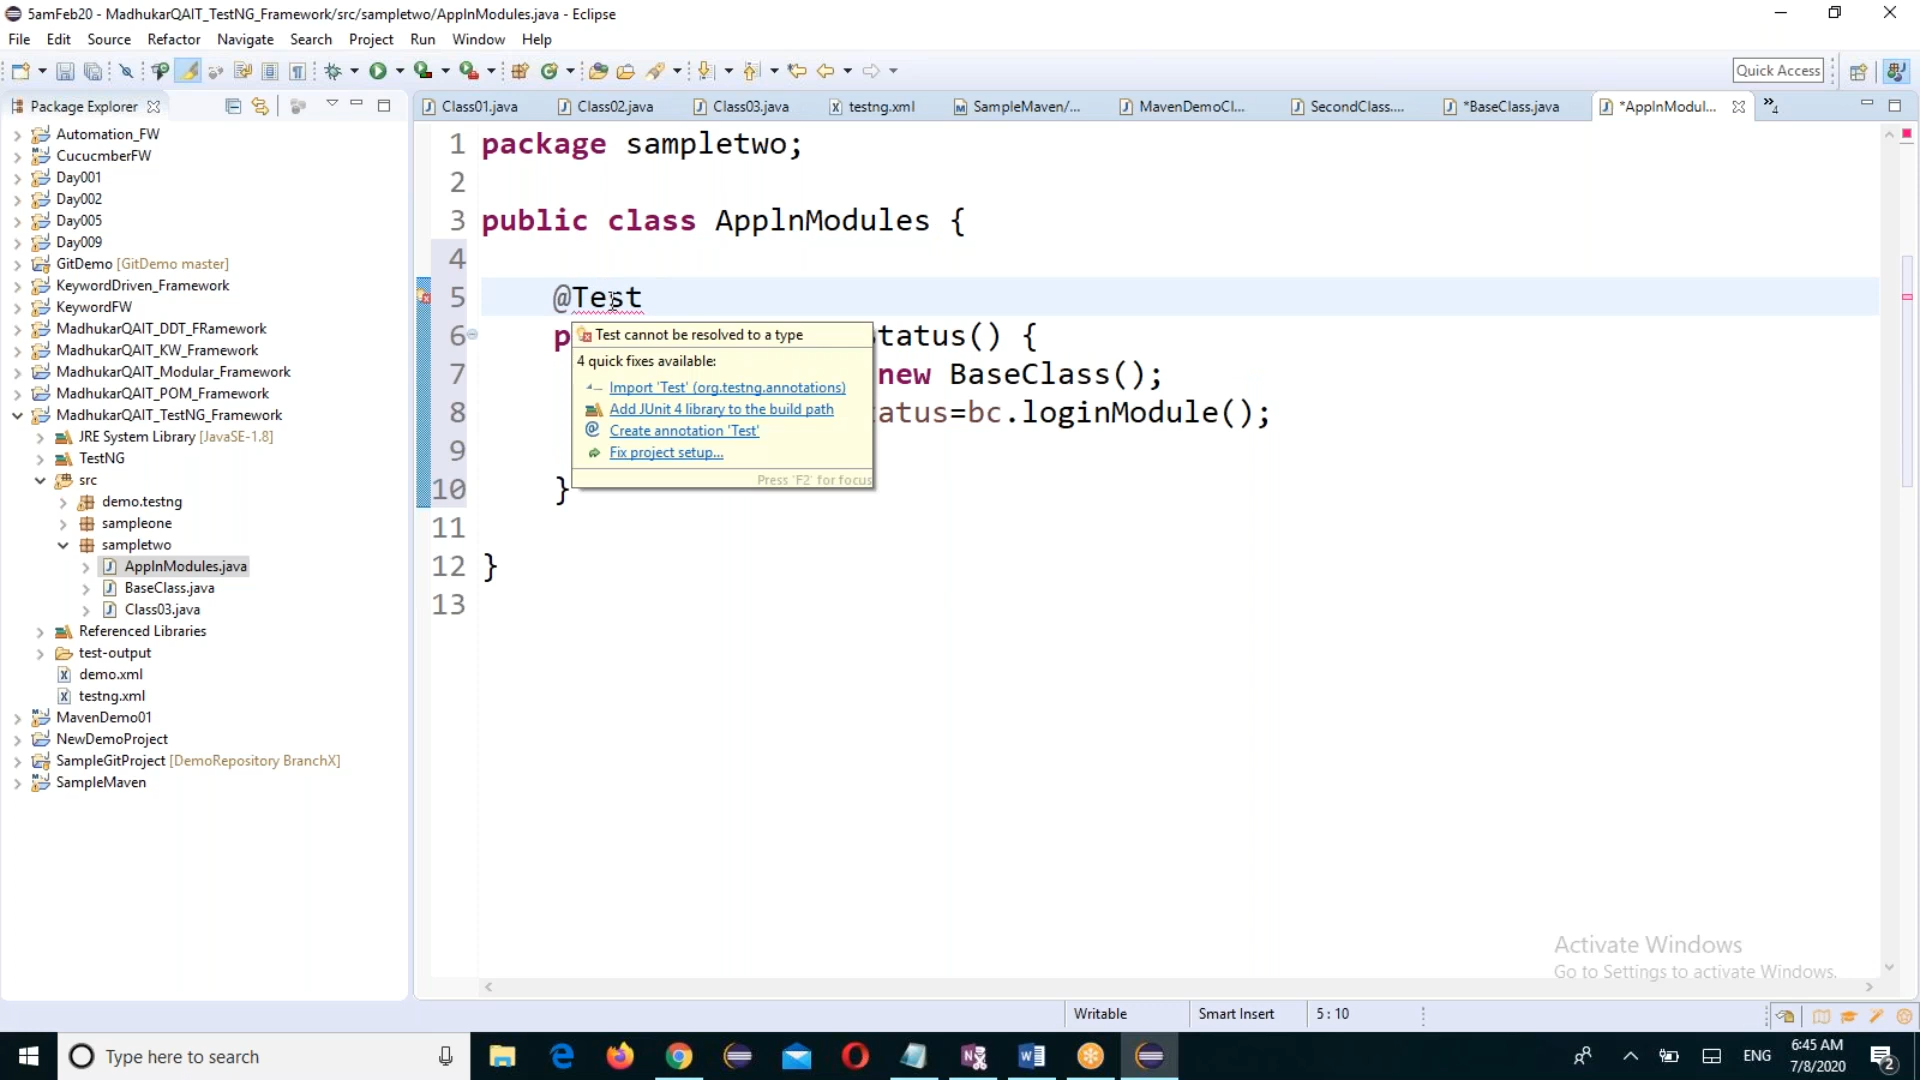 5amFeb20 - MadhukarQAIT_TestNG_Framework/src/sampletwo/ApplnModules.java - Eclipse
File Edit Source Refactor Navigate Search Project Run Window Help
Quick Access
Package Explorer
Class01.java Class02.java Class03.java testng.xml SampleMaven/... MavenDemoCl... SecondClass.... *BaseClass.java *ApplnModul... »4
Automation_FW
CucucmberFW
Day001
Day002
Day005
Day009
GitDemo [GitDemo master]
KeywordDriven_Framework
KeywordFW
MadhukarQAIT_DDT_FRamework
MadhukarQAIT_KW_Framework
MadhukarQAIT_Modular_Framework
MadhukarQAIT_POM_Framework
MadhukarQAIT_TestNG_Framework
JRE System Library [JavaSE-1.8]
TestNG
src
demo.testng
sampleone
sampletwo
ApplnModules.java
BaseClass.java
Class03.java
Referenced Libraries
test-output
demo.xml
testng.xml
MavenDemo01
NewDemoProject
SampleGitProject [DemoRepository BranchX]
SampleMaven
1 package sampletwo;
2
3 public class ApplnModules {
4
5 @Test
6 p tatus() {
7 new BaseClass();
8 tatus=bc.loginModule();
9
10 }
11
12 }
13
Test cannot be resolved to a type
4 quick fixes available:
Import 'Test' (org.testng.annotations)
Add JUnit 4 library to the build path
Create annotation 'Test'
Fix project setup...
Press 'F2' for focus
Activate Windows
Go to Settings to activate Windows.
Writable Smart Insert 5 : 10
Type here to search
ENG
6:45 AM
7/8/2020
2